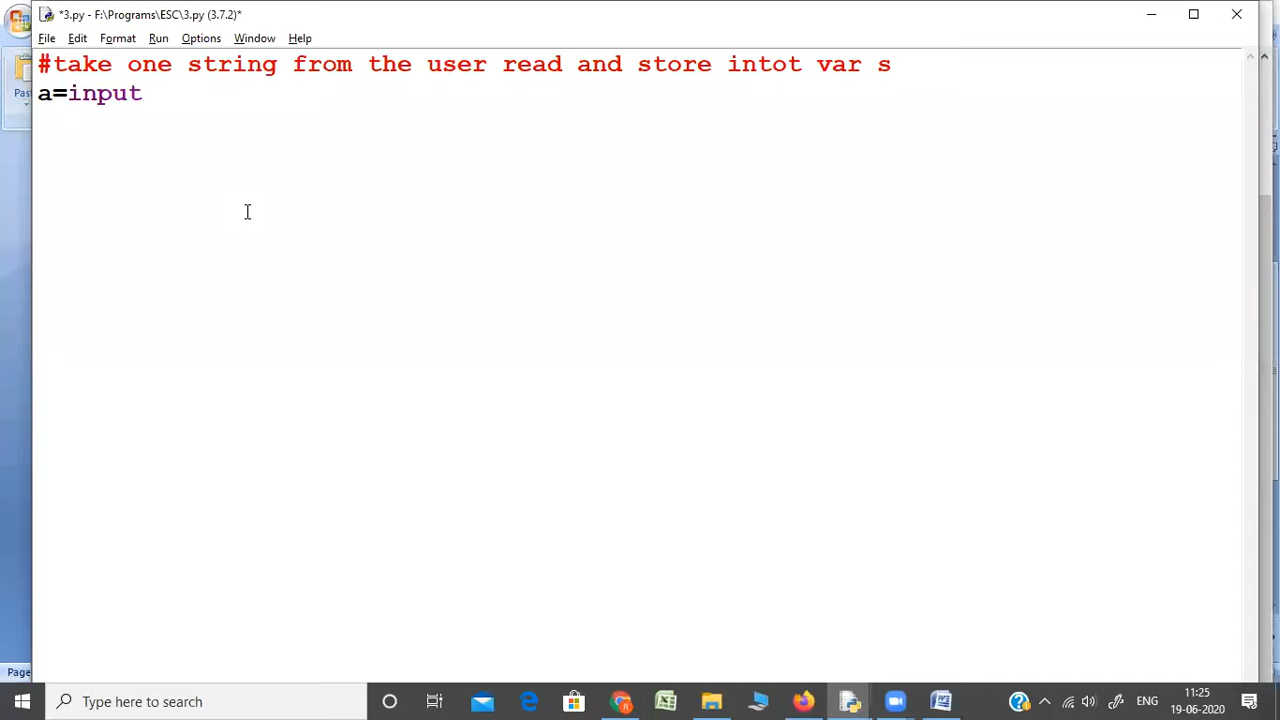 *3.py - F:\Programs\ESC\3.py (3.7.2)*
File Edit Format Run Options Window Help
#take one string from the user read and store intot var s
a=input
Past
Page
Type here to search
ENG
11:25
19-06-2020